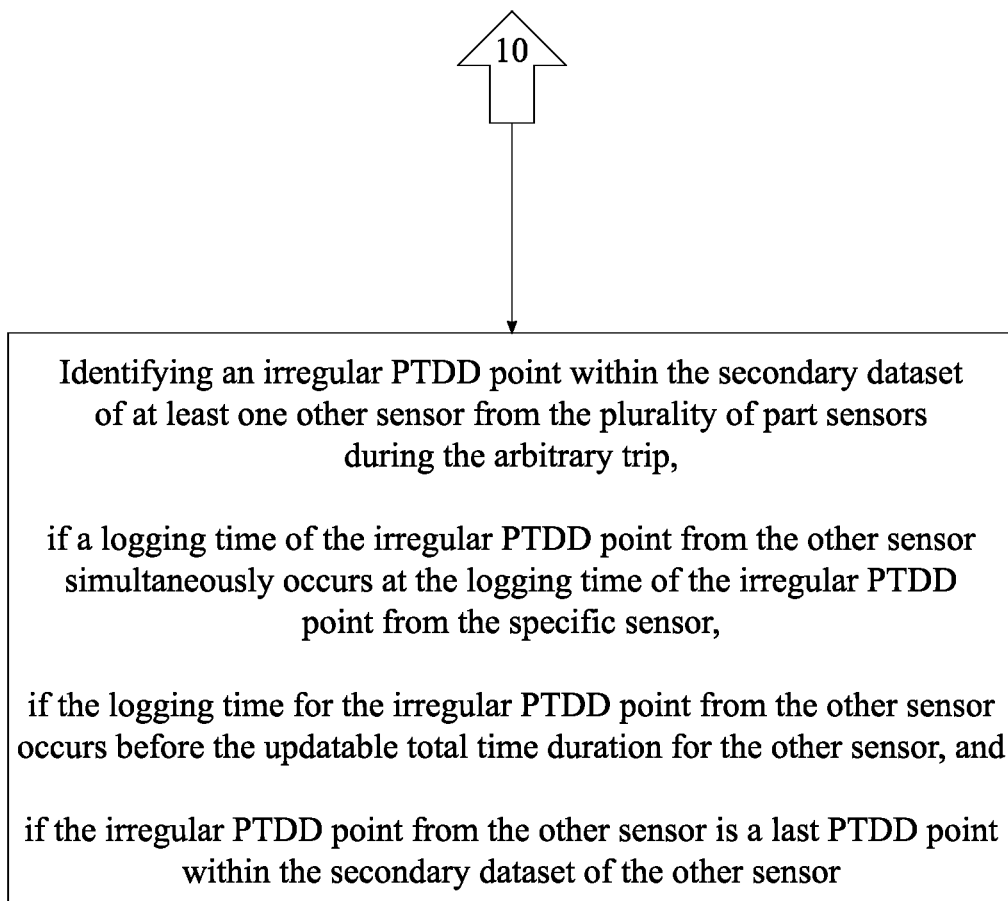 10
Identifying an irregular PTDD point within the secondary dataset
of at least one other sensor from the plurality of part sensors
during the arbitrary trip,
if a logging time of the irregular PTDD point from the other sensor
simultaneously occurs at the logging time of the irregular PTDD
point from the specific sensor,
if the logging time for the irregular PTDD point from the other sensor
occurs before the updatable total time duration for the other sensor, and
if the irregular PTDD point from the other sensor is a last PTDD point
within the secondary dataset of the other sensor